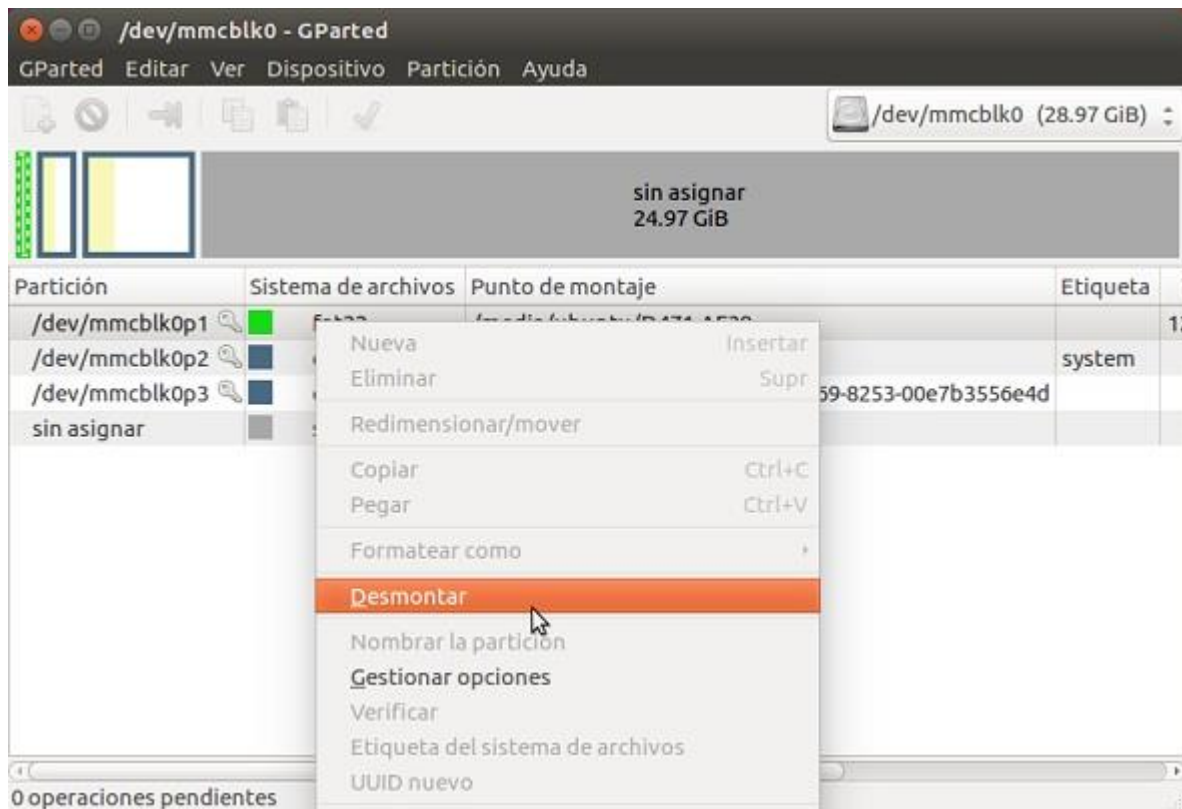 /dev/mmcblk0 - GParted
GParted Editar Ver Dispositivo Partición Ayuda
/dev/mmcblk0 (28.97 GiB)
sin asignar
24.97 GiB
Partición Sistema de archivos Punto de montaje Etiqueta
/dev/mmcblk0p1
/dev/mmcblk0p2 system
/dev/mmcblk0p3 59-8253-00e7b3556e4d
sin asignar
Nueva Insertar
Eliminar Supr
Redimensionar/mover
Copiar Ctrl+C
Pegar Ctrl+V
Formatear como
Desmontar
Nombrar la partición
Gestionar opciones
Verificar
Etiqueta del sistema de archivos
UUID nuevo
0 operaciones pendientes